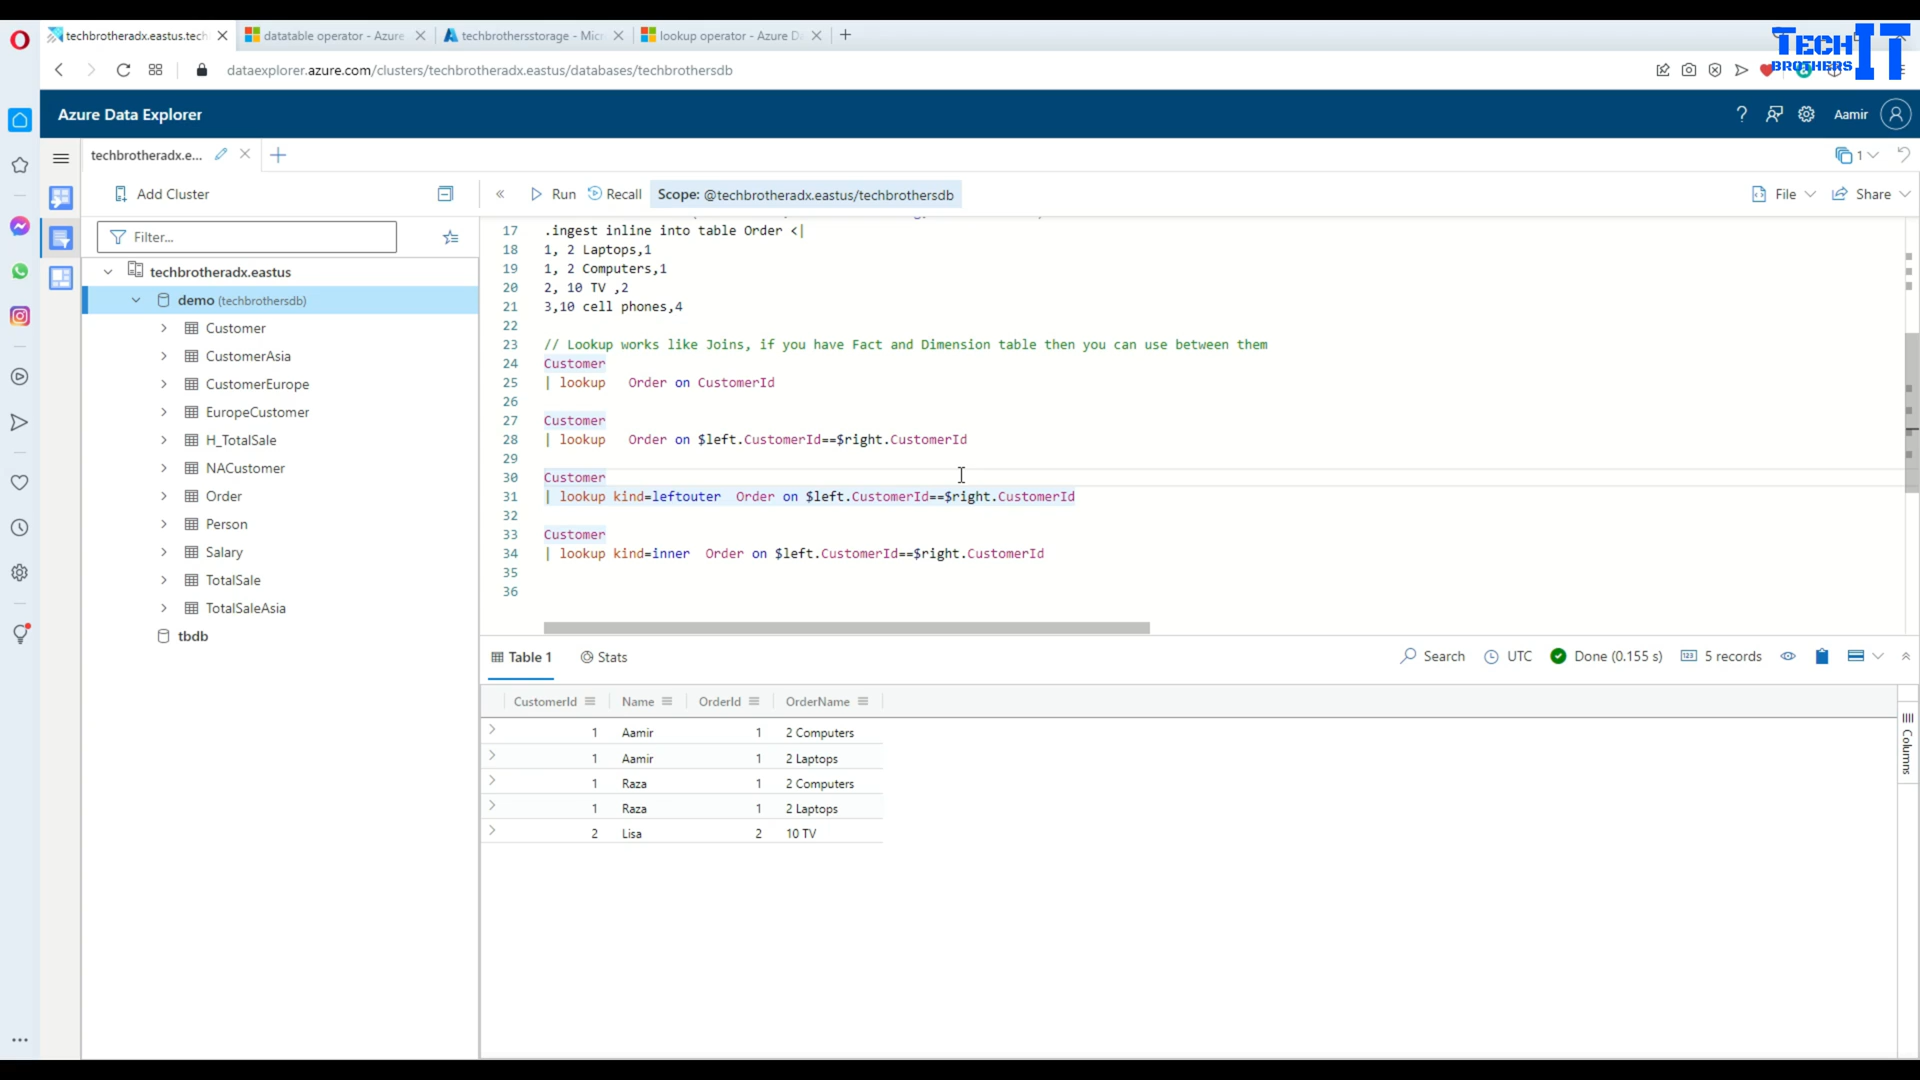 techbrotheradx.eastus.tech
datatable operator - Azure
techbrothersstorage - Micr
lookup operator - Azure D
TECH IT
BROTHERS
dataexplorer.azure.com/clusters/techbrotheradx.eastus/databases/techbrothersdb
Azure Data Explorer
? Aamir
techbrotheradx.e...
1
Add Cluster
Run
Recall
Scope: @techbrotheradx.eastus/techbrothersdb
File
Share
Filter...
techbrotheradx.eastus
demo (techbrothersdb)
Customer
CustomerAsia
CustomerEurope
EuropeCustomer
H_TotalSale
NACustomer
Order
Person
Salary
TotalSale
TotalSaleAsia
tbdb
17 .ingest inline into table Order <|
18 1, 2 Laptops,1
19 1, 2 Computers,1
20 2, 10 TV ,2
21 3,10 cell phones,4
22
23 // Lookup works like Joins, if you have Fact and Dimension table then you can use between them
24 Customer
25 | lookup Order on CustomerId
26
27 Customer
28 | lookup Order on $left.CustomerId==$right.CustomerId
29
30 Customer
31 | lookup kind=leftouter Order on $left.CustomerId==$right.CustomerId
32
33 Customer
34 | lookup kind=inner Order on $left.CustomerId==$right.CustomerId
35
36
Table 1
Stats
Search
UTC
Done (0.155 s)
5 records
CustomerId Name OrderId OrderName
1 Aamir 1 2 Computers
1 Aamir 1 2 Laptops
1 Raza 1 2 Computers
1 Raza 1 2 Laptops
2 Lisa 2 10 TV
Columns